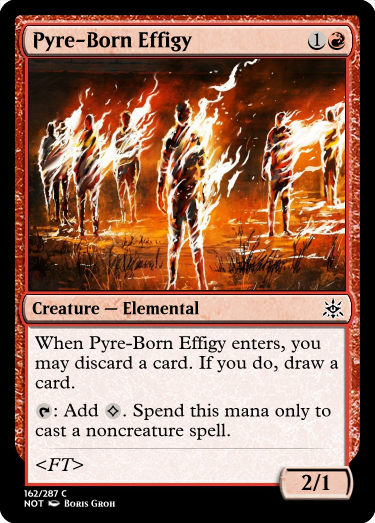 Pyre-Born Effigy 1
Creature — Elemental
When Pyre-Born Effigy enters, you
may discard a card. If you do, draw a
card.
: Add . Spend this mana only to
cast a noncreature spell.
<FT>
2/1
162/287 C
NOT Boris Groh